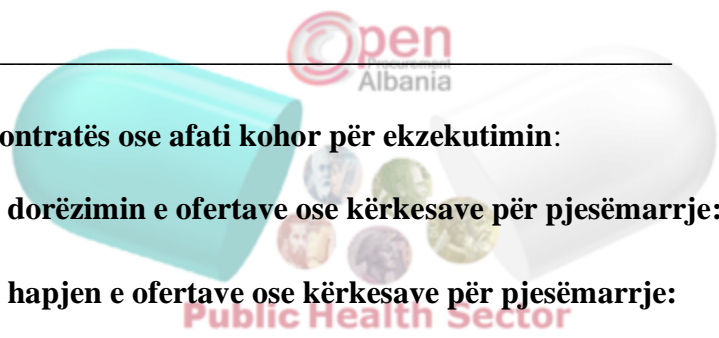 Open
Procurement
Albania
ontratës ose afati kohor për ekzekutimin:
dorëzimin e ofertave ose kërkesave për pjesëmarrje:
hapjen e ofertave ose kërkesave për pjesëmarrje:
Public Health Sector